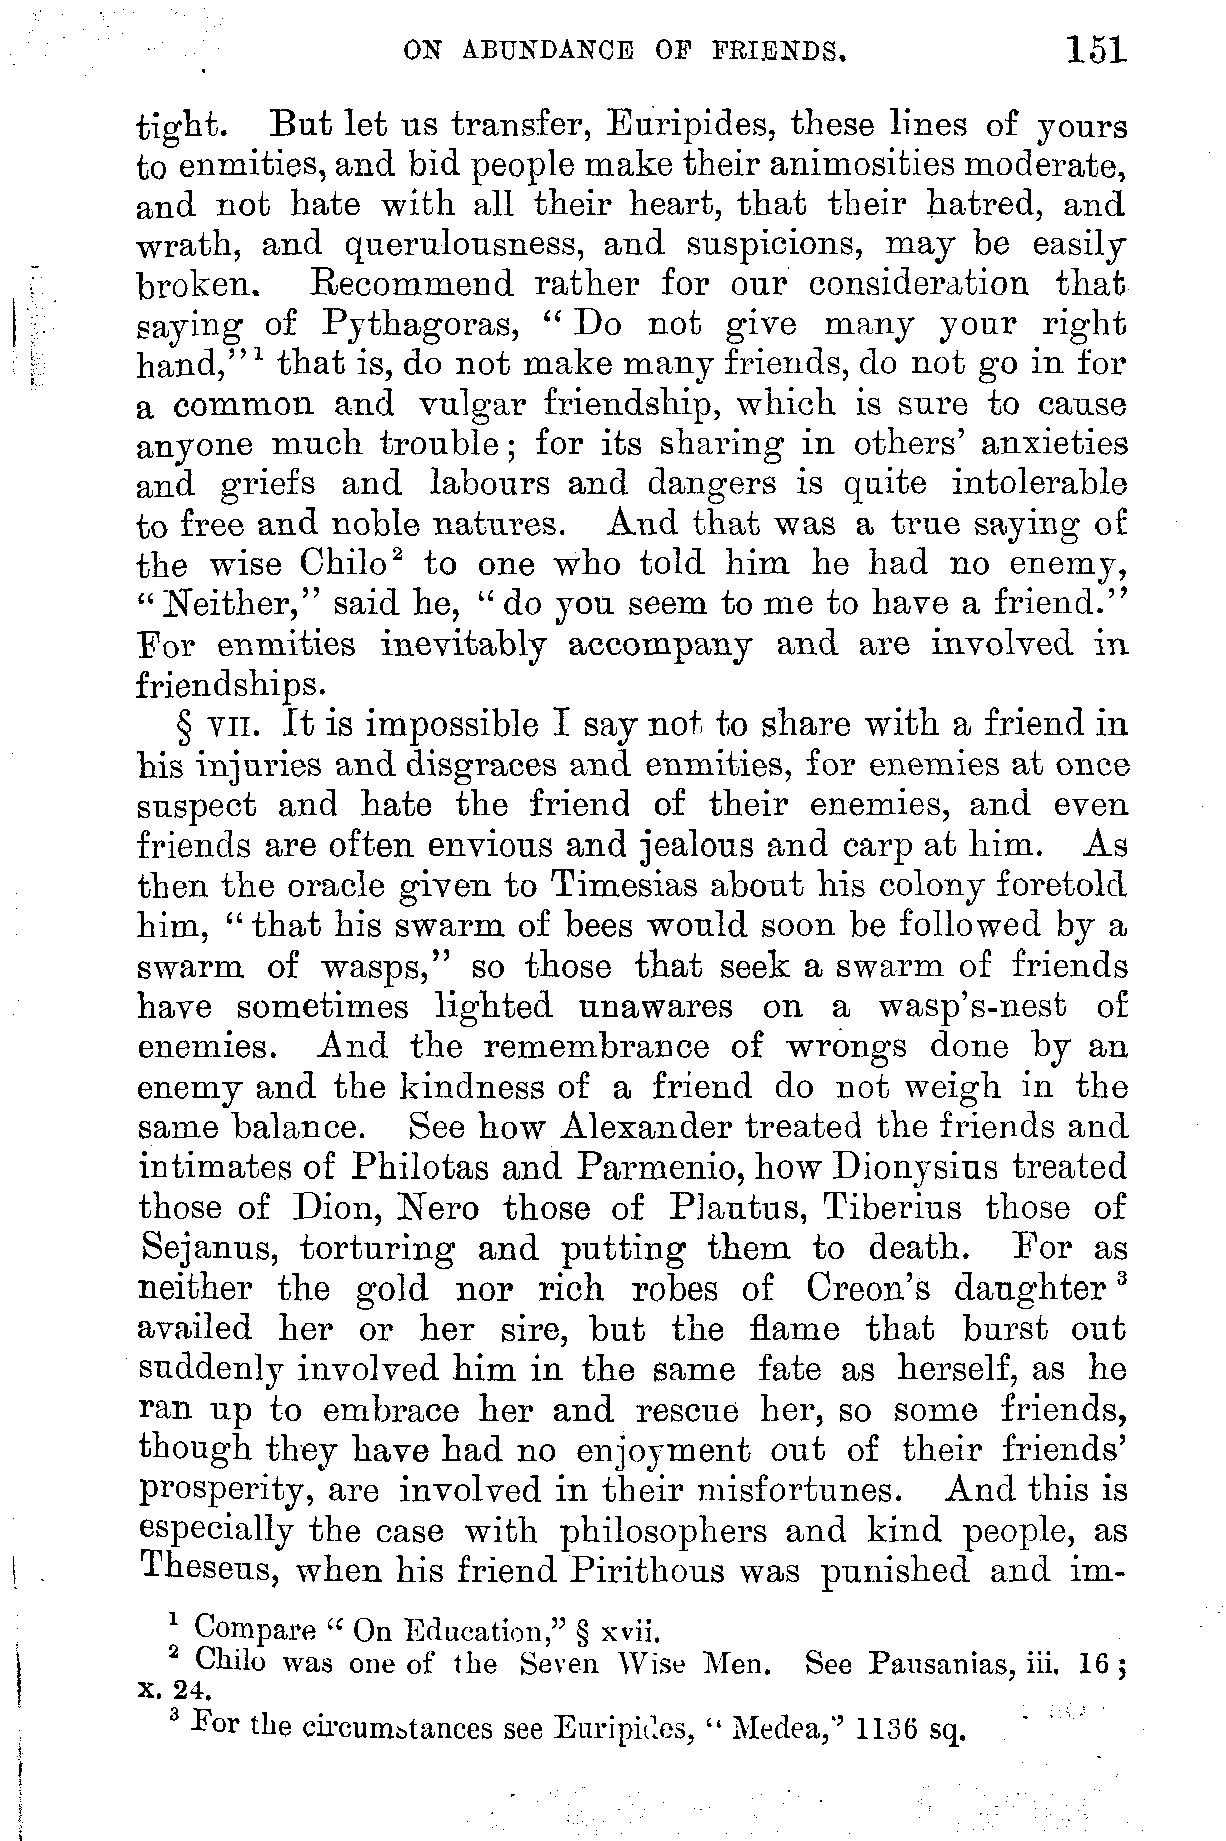 ON ABUNDANCE OF FRIENDS. 151
tight. But let us transfer, Euripides, these lines of yours
to enmities, and bid people make their animosities moderate,
and not hate with all their heart, that their hatred, and
wrath, and querulousness, and suspicions, may be easily
broken. Recommend rather for our consideration that
saying of Pythagoras, “ Do not give many your right
hand,”¹ that is, do not make many friends, do not go in for
a common and vulgar friendship, which is sure to cause
anyone much trouble; for its sharing in others’ anxieties
and griefs and labours and dangers is quite intolerable
to free and noble natures. And that was a true saying of
the wise Chilo² to one who told him he had no enemy,
“ Neither,” said he, “ do you seem to me to have a friend.”
For enmities inevitably accompany and are involved in
friendships.
§ VII. It is impossible I say not to share with a friend in
his injuries and disgraces and enmities, for enemies at once
suspect and hate the friend of their enemies, and even
friends are often envious and jealous and carp at him. As
then the oracle given to Timesias about his colony foretold
him, “ that his swarm of bees would soon be followed by a
swarm of wasps,” so those that seek a swarm of friends
have sometimes lighted unawares on a wasp’s-nest of
enemies. And the remembrance of wrongs done by an
enemy and the kindness of a friend do not weigh in the
same balance. See how Alexander treated the friends and
intimates of Philotas and Parmenio, how Dionysius treated
those of Dion, Nero those of Plautus, Tiberius those of
Sejanus, torturing and putting them to death. For as
neither the gold nor rich robes of Creon’s daughter ³
availed her or her sire, but the flame that burst out
suddenly involved him in the same fate as herself, as he
ran up to embrace her and rescue her, so some friends,
though they have had no enjoyment out of their friends’
prosperity, are involved in their misfortunes. And this is
especially the case with philosophers and kind people, as
Theseus, when his friend Pirithous was punished and im-
¹ Compare “ On Education,” § xvii.
² Chilo was one of the Seven Wise Men. See Pausanias, iii. 16 ;
x. 24.
³ For the circumstances see Euripides, “ Medea,” 1136 sq.